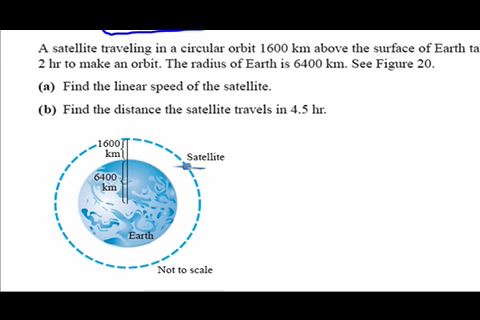 A satellite traveling in a circular orbit 1600 km above the surface of Earth ta
2 hr to make an orbit. The radius of Earth is 6400 km. See Figure 20.
(a) Find the linear speed of the satellite.
(b) Find the distance the satellite travels in 4.5 hr.
1600
km
Satellite
6400
km
Earth
Not to scale